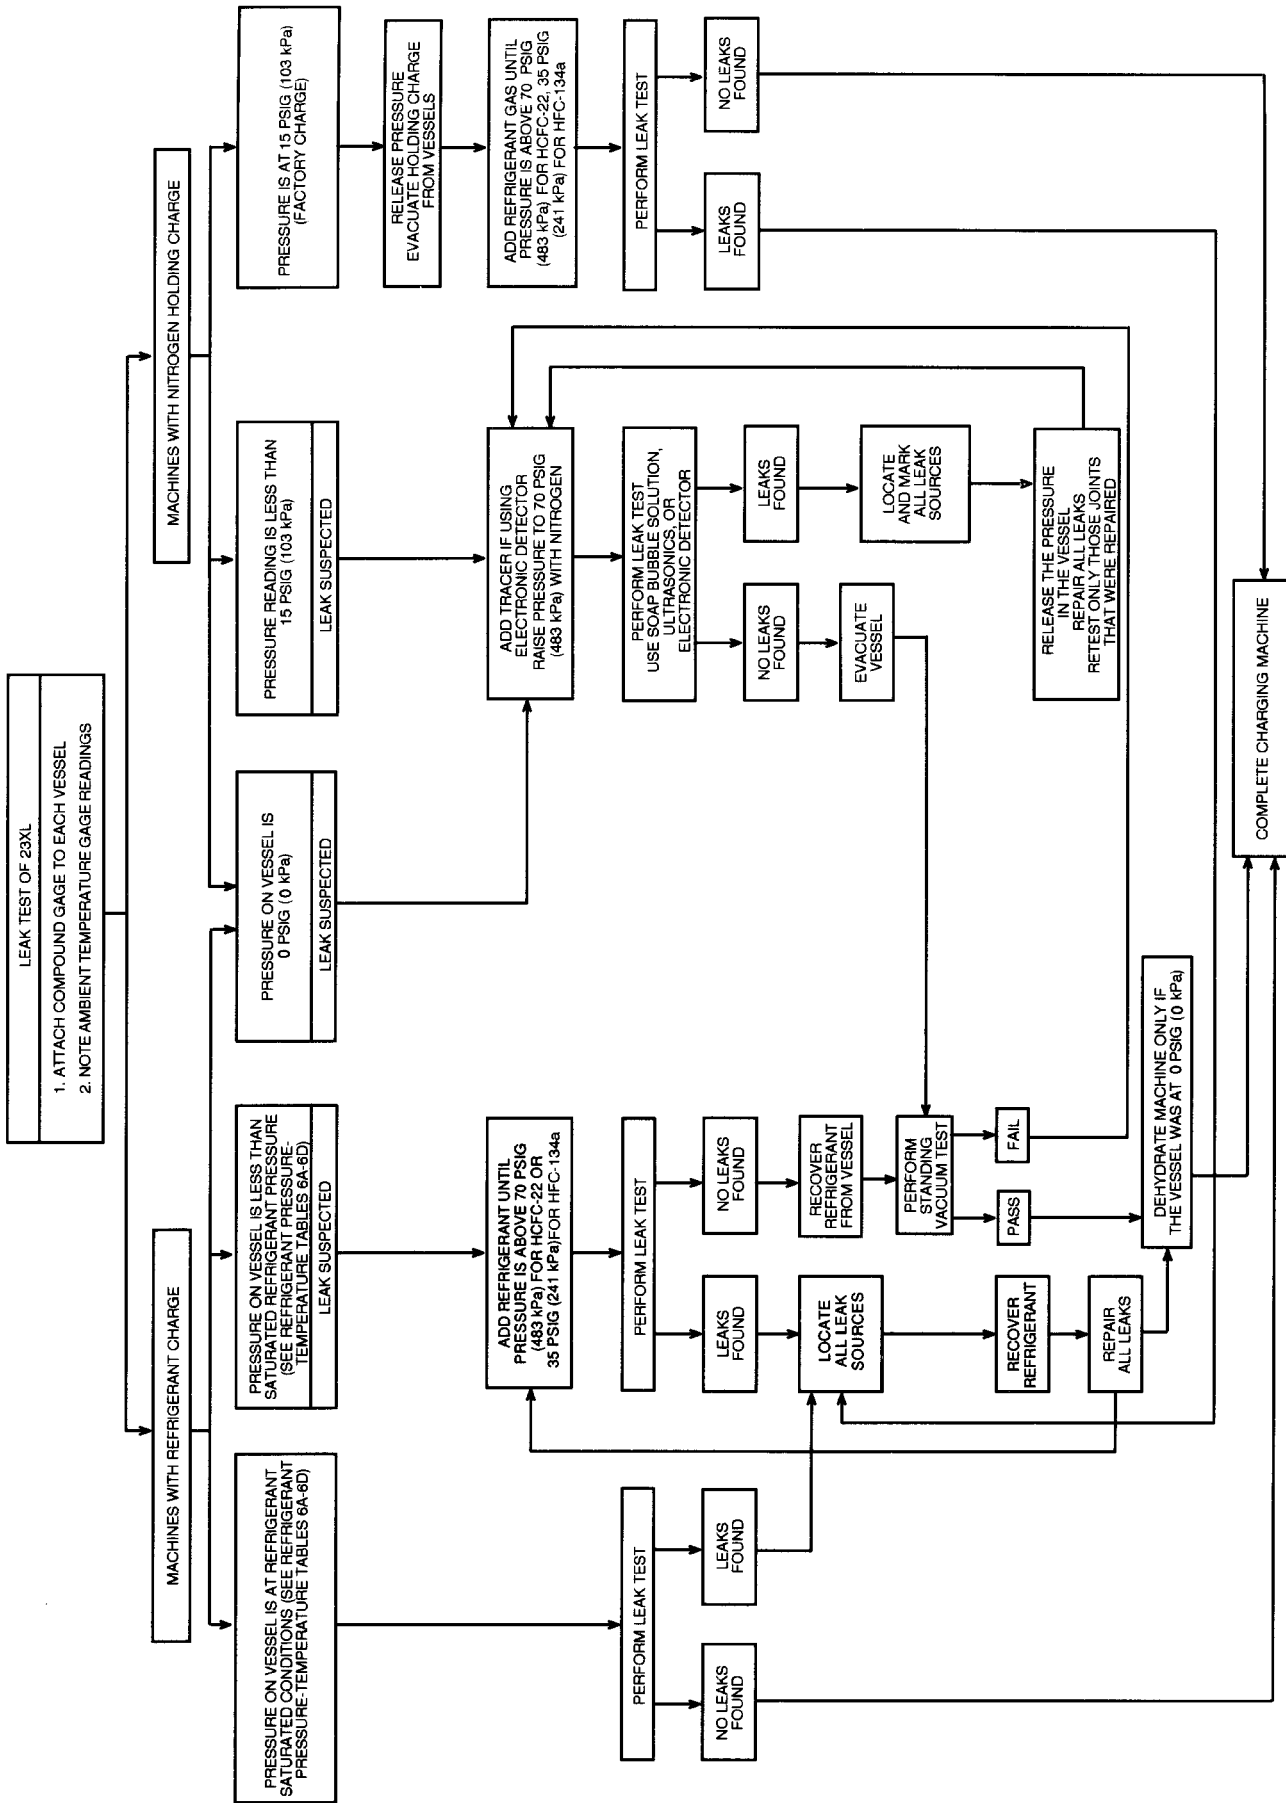 LEAK TEST OF 23XL
1. ATTACH COMPOUND GAGE TO EACH VESSEL
2. NOTE AMBIENT TEMPERATURE GAGE READINGS
MACHINES WITH REFRIGERANT CHARGE
MACHINES WITH NITROGEN HOLDING CHARGE
PRESSURE ON VESSEL IS AT REFRIGERANT
SATURATED CONDITIONS (SEE REFRIGERANT
PRESSURE-TEMPERATURE TABLES 6A-6D)
PRESSURE ON VESSEL IS LESS THAN
SATURATED REFRIGERANT PRESSURE
(SEE REFRIGERANT PRESSURE-
TEMPERATURE TABLES 6A-6D)
LEAK SUSPECTED
PRESSURE ON VESSEL IS
0 PSIG (0 kPa)
LEAK SUSPECTED
PRESSURE READING IS LESS THAN
15 PSIG (103 kPa)
LEAK SUSPECTED
PRESSURE IS AT 15 PSIG (103 kPa)
(FACTORY CHARGE)
RELEASE PRESSURE
EVACUATE HOLDING CHARGE
FROM VESSELS
ADD REFRIGERANT UNTIL
PRESSURE IS ABOVE 70 PSIG
(483 kPa) FOR HCFC-22 OR
35 PSIG (241 kPa)FOR HFC-134a
ADD TRACER IF USING
ELECTRONIC DETECTOR
RAISE PRESSURE TO 70 PSIG
(483 kPa) WITH NITROGEN
ADD REFRIGERANT GAS UNTIL
PRESSURE IS ABOVE 70 PSIG
(483 kPa) FOR HCFC-22, 35 PSIG
(241 kPa) FOR HFC-134a
PERFORM LEAK TEST
PERFORM LEAK TEST
PERFORM LEAK TEST
USE SOAP BUBBLE SOLUTION,
ULTRASONICS, OR
ELECTRONIC DETECTOR
PERFORM LEAK TEST
NO LEAKS
FOUND
LEAKS
FOUND
LEAKS
FOUND
NO LEAKS
FOUND
NO LEAKS
FOUND
LEAKS
FOUND
LEAKS
FOUND
NO LEAKS
FOUND
LOCATE
ALL LEAK
SOURCES
RECOVER
REFRIGERANT
FROM VESSEL
EVACUATE
VESSEL
LOCATE
AND MARK
ALL LEAK
SOURCES
PERFORM
STANDING
VACUUM TEST
RECOVER
REFRIGERANT
PASS
FAIL
RELEASE THE PRESSURE
IN THE VESSEL
REPAIR ALL LEAKS
RETEST ONLY THOSE JOINTS
THAT WERE REPAIRED
REPAIR
ALL LEAKS
DEHYDRATE MACHINE ONLY IF
THE VESSEL WAS AT 0 PSIG (0 kPa)
COMPLETE CHARGING MACHINE